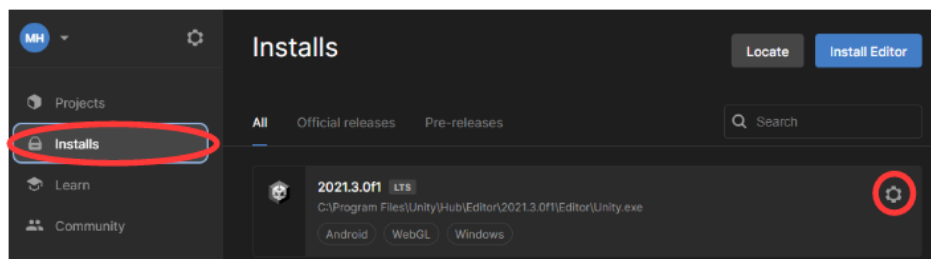 MH
Installs
Locate
Install Editor
Projects
All
Official releases
Pre-releases
Search
Installs
Learn
2021.3.0f1 LTS
C:\Program Files\Unity\Hub\Editor\2021.3.0f1\Editor\Unity.exe
Community
Android
WebGL
Windows